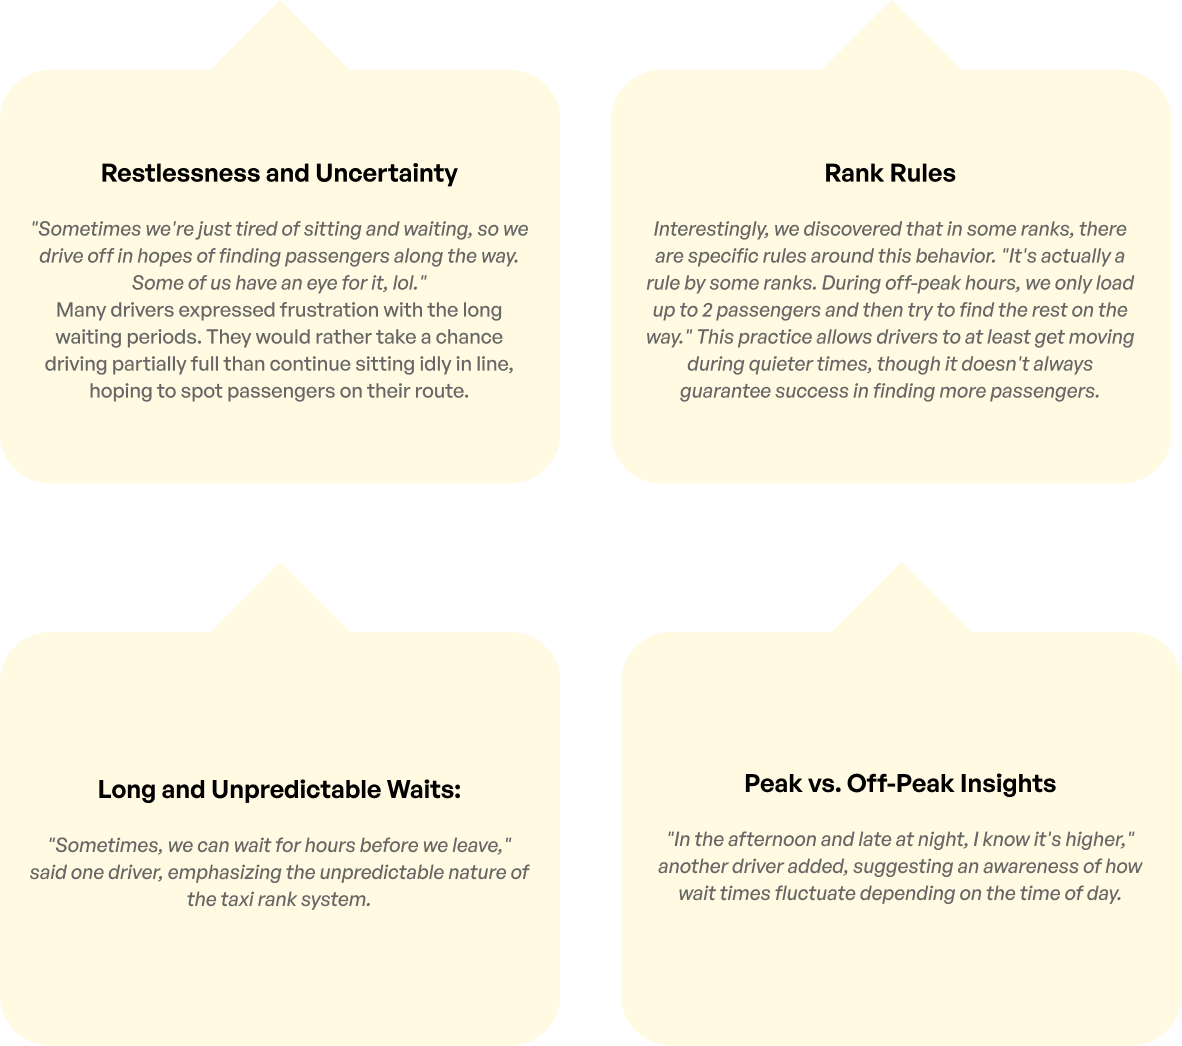 Restlessness and Uncertainty
"Sometimes we're just tired of sitting and waiting, so we
drive off in hopes of finding passengers along the way.
Some of us have an eye for it, lol."
Many drivers expressed frustration with the long
waiting periods. They would rather take a chance
driving partially full than continue sitting idly in line,
hoping to spot passengers on their route.
Rank Rules
Interestingly, we discovered that in some ranks, there
are specific rules around this behavior. "It's actually a
rule by some ranks. During off-peak hours, we only load
up to 2 passengers and then try to find the rest on the
way." This practice allows drivers to at least get moving
during quieter times, though it doesn't always
guarantee success in finding more passengers.
Long and Unpredictable Waits:
"Sometimes, we can wait for hours before we leave,"
said one driver, emphasizing the unpredictable nature of
the taxi rank system.
Peak vs. Off-Peak Insights
"In the afternoon and late at night, I know it's higher,"
another driver added, suggesting an awareness of how
wait times fluctuate depending on the time of day.